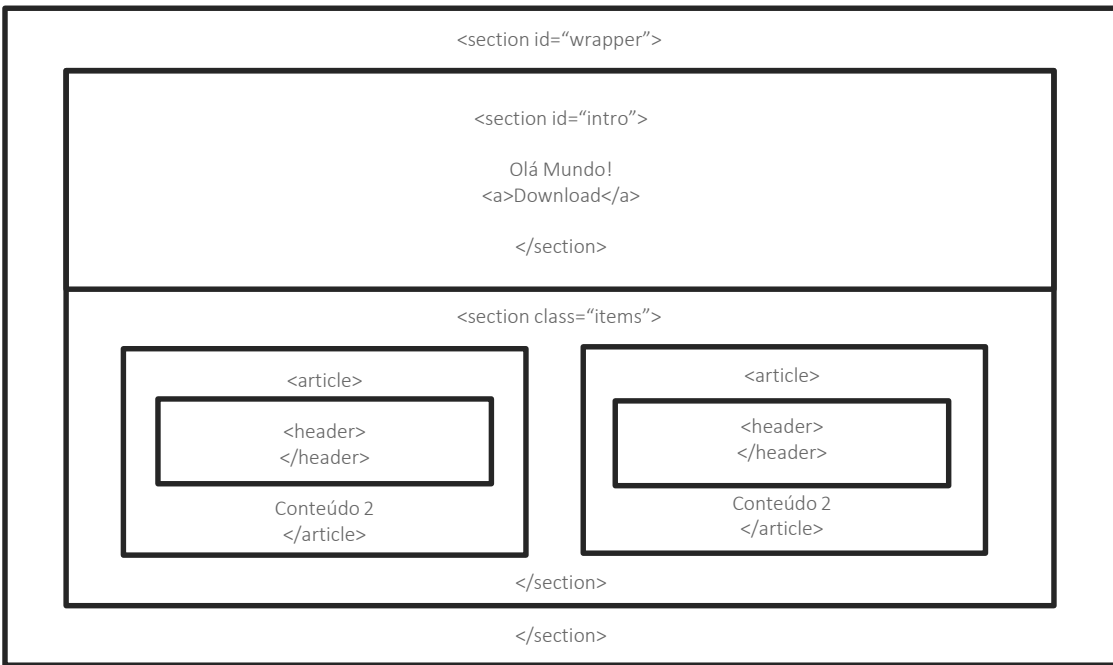 <section id=“wrapper”>
<section id=“intro”>
Olá Mundo!
<a>Download</a>
</section>
<section class=“items”>
<article>
<header>
</header>
Conteúdo 2
</article>
<article>
<header>
</header>
Conteúdo 2
</article>
</section>
</section>